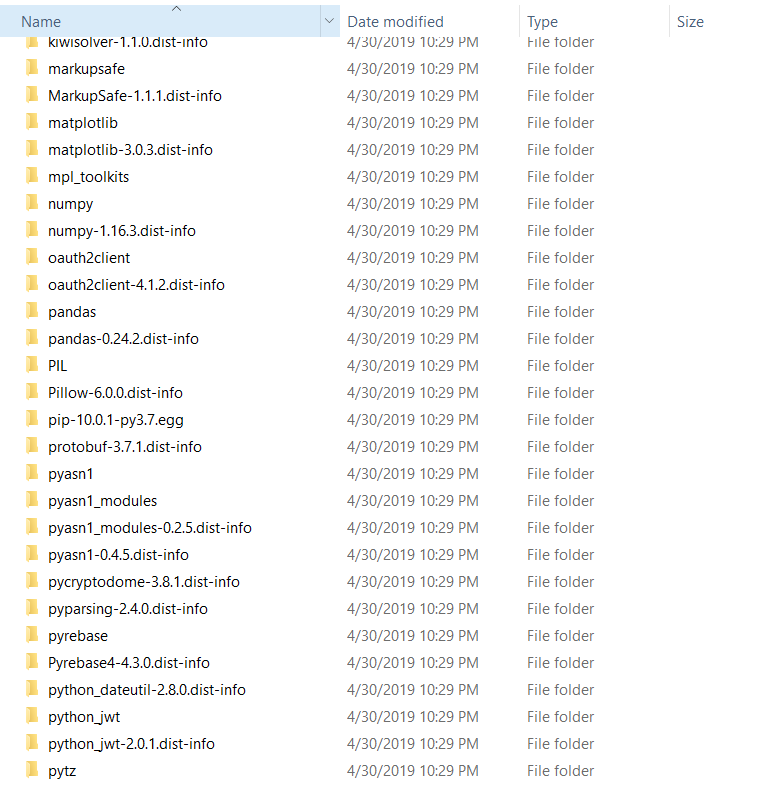 Name Date modified Type Size
kiwisolver-1.1.0.dist-info 4/30/2019 10:29 PM File folder
markupsafe 4/30/2019 10:29 PM File folder
MarkupSafe-1.1.1.dist-info 4/30/2019 10:29 PM File folder
matplotlib 4/30/2019 10:29 PM File folder
matplotlib-3.0.3.dist-info 4/30/2019 10:29 PM File folder
mpl_toolkits 4/30/2019 10:29 PM File folder
numpy 4/30/2019 10:29 PM File folder
numpy-1.16.3.dist-info 4/30/2019 10:29 PM File folder
oauth2client 4/30/2019 10:29 PM File folder
oauth2client-4.1.2.dist-info 4/30/2019 10:29 PM File folder
pandas 4/30/2019 10:29 PM File folder
pandas-0.24.2.dist-info 4/30/2019 10:29 PM File folder
PIL 4/30/2019 10:29 PM File folder
Pillow-6.0.0.dist-info 4/30/2019 10:29 PM File folder
pip-10.0.1-py3.7.egg 4/30/2019 10:29 PM File folder
protobuf-3.7.1.dist-info 4/30/2019 10:29 PM File folder
pyasn1 4/30/2019 10:29 PM File folder
pyasn1_modules 4/30/2019 10:29 PM File folder
pyasn1_modules-0.2.5.dist-info 4/30/2019 10:29 PM File folder
pyasn1-0.4.5.dist-info 4/30/2019 10:29 PM File folder
pycryptodome-3.8.1.dist-info 4/30/2019 10:29 PM File folder
pyparsing-2.4.0.dist-info 4/30/2019 10:29 PM File folder
pyrebase 4/30/2019 10:29 PM File folder
Pyrebase4-4.3.0.dist-info 4/30/2019 10:29 PM File folder
python_dateutil-2.8.0.dist-info 4/30/2019 10:29 PM File folder
python_jwt 4/30/2019 10:29 PM File folder
python_jwt-2.0.1.dist-info 4/30/2019 10:29 PM File folder
pytz 4/30/2019 10:29 PM File folder